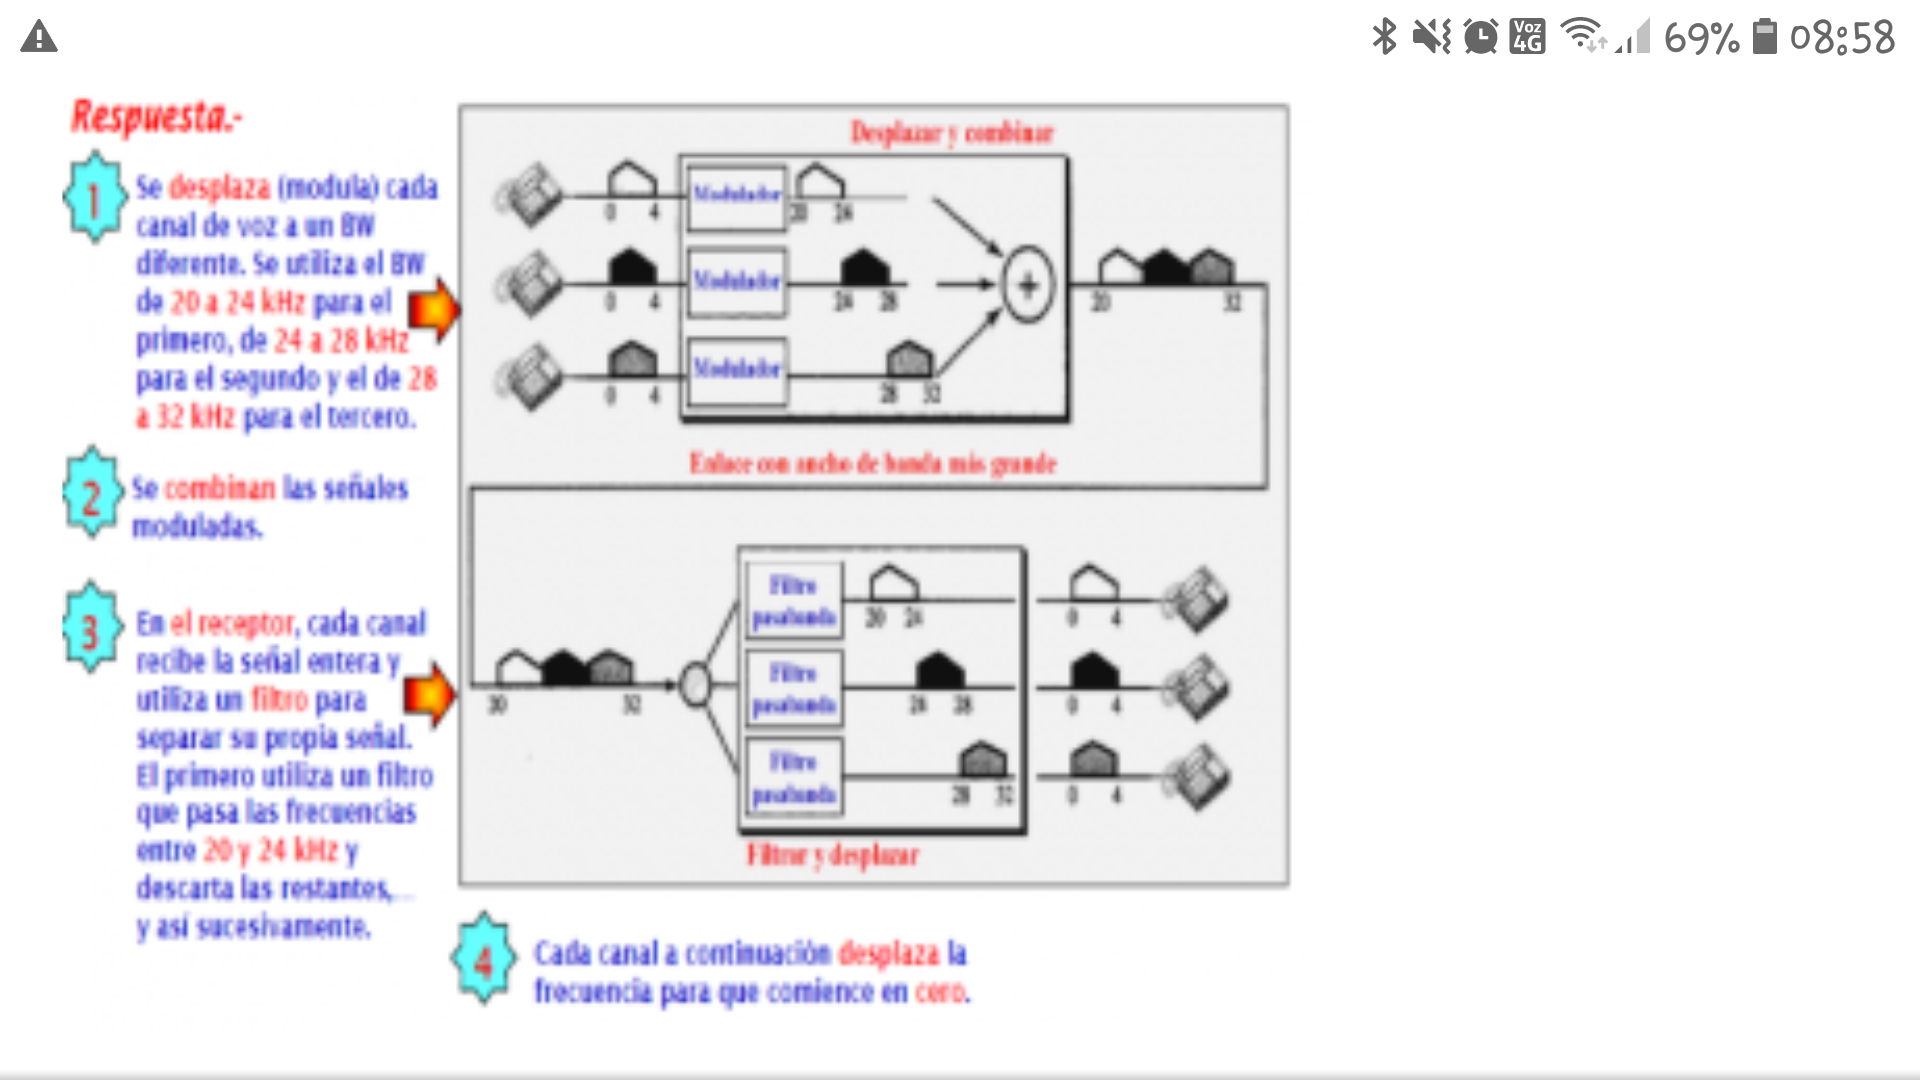 Voz
4G
69%
08:58
Respuesta.-
1
Se desplaza (modula) cada
canal de voz a un BW
diferente. Se utiliza el BW
de 20 a 24 kHz para el
primero, de 24 a 28 kHz
para el segundo y el de 28
a 32 kHz para el tercero.
2
Se combinan las señales
moduladas.
3
En el receptor, cada canal
recibe la señal entera y
utiliza un filtro para
separar su propia señal.
El primero utiliza un filtro
que pasa las frecuencias
entre 20 y 24 kHz y
descarta las restantes,...
y así sucesivamente.
Desplazar y combinar
Modulador
0 4
20 24
Modulador
0 4
24 28
+
20 32
Modulador
0 4
28 32
Enlace con ancho de banda más grande
Filtro
pasabanda
20 24
0 4
32
Filtro
pasabanda
28
0 4
Filtro
pasabanda
28 32
0 4
Filtrar y desplazar
4
Cada canal a continuación desplaza la
frecuencia para que comience en cero.